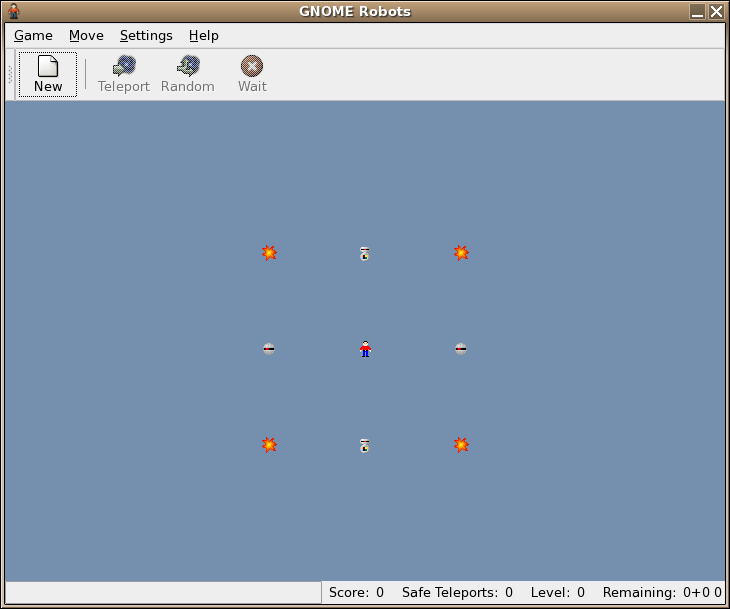 GNOME Robots
Game Move Settings Help
New Teleport Random Wait
Score: 0 Safe Teleports: 0 Level: 0 Remaining: 0+0 0